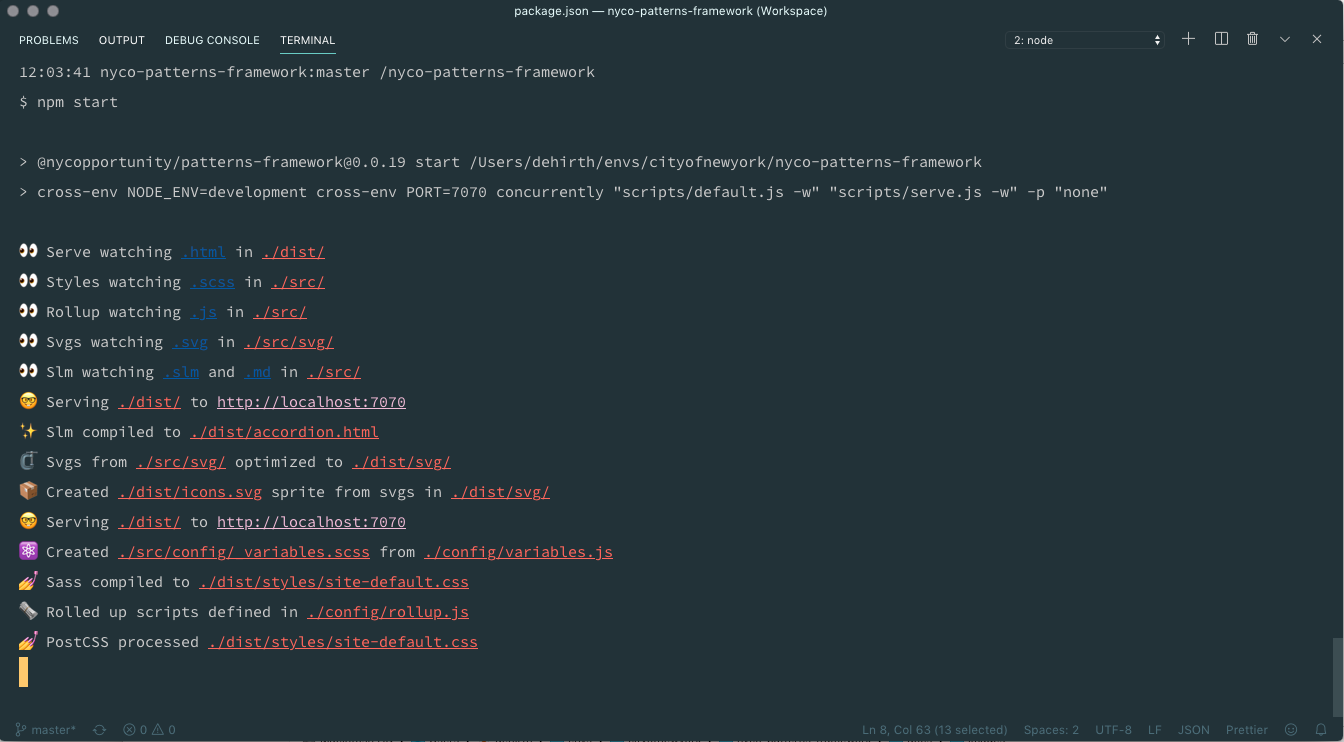 package.json — nyco-patterns-framework (Workspace)
PROBLEMS OUTPUT DEBUG CONSOLE TERMINAL 2: node
12:03:41 nyco-patterns-framework:master /nyco-patterns-framework
$ npm start
> @nycopportunity/patterns-framework@0.0.19 start /Users/dehirth/envs/cityofnewyork/nyco-patterns-framework
> cross-env NODE_ENV=development cross-env PORT=7070 concurrently "scripts/default.js -w" "scripts/serve.js -w" -p "none"
👀 Serve watching .html in ./dist/
👀 Styles watching .scss in ./src/
👀 Rollup watching .js in ./src/
👀 Svgs watching .svg in ./src/svg/
👀 Slm watching .slm and .md in ./src/
🤓 Serving ./dist/ to http://localhost:7070
✨ Slm compiled to ./dist/accordion.html
🗜 Svgs from ./src/svg/ optimized to ./dist/svg/
📦 Created ./dist/icons.svg sprite from svgs in ./dist/svg/
🤓 Serving ./dist/ to http://localhost:7070
⚛️ Created ./src/config/_variables.scss from ./config/variables.js
💅 Sass compiled to ./dist/styles/site-default.css
🗞 Rolled up scripts defined in ./config/rollup.js
💅 PostCSS processed ./dist/styles/site-default.css
master* 0 0 Ln 8, Col 63 (13 selected) Spaces: 2 UTF-8 LF JSON Prettier